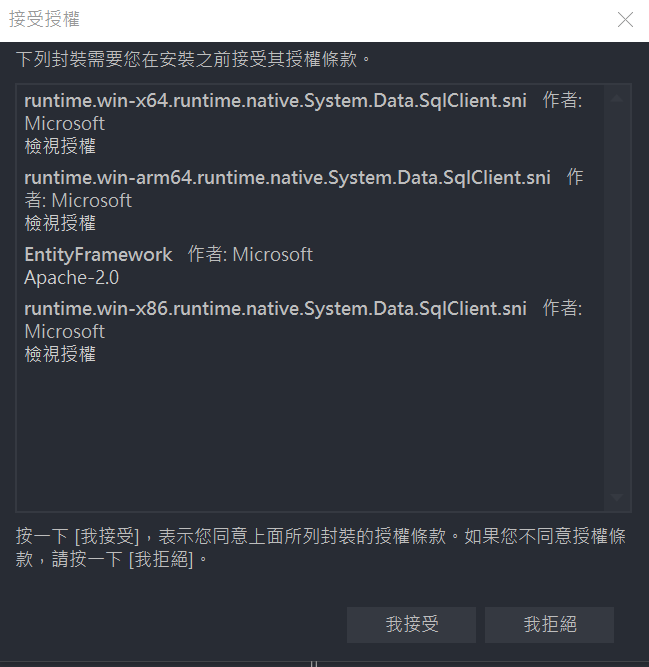 接受授權
下列封裝需要您在安裝之前接受其授權條款。
runtime.win-x64.runtime.native.System.Data.SqlClient.sni 作者:
Microsoft
檢視授權
runtime.win-arm64.runtime.native.System.Data.SqlClient.sni 作
者: Microsoft
檢視授權
EntityFramework 作者: Microsoft
Apache-2.0
runtime.win-x86.runtime.native.System.Data.SqlClient.sni 作者:
Microsoft
檢視授權
按一下 [我接受]，表示您同意上面所列封裝的授權條款。如果您不同意授權條
款，請按一下 [我拒絕]。
我接受 我拒絕